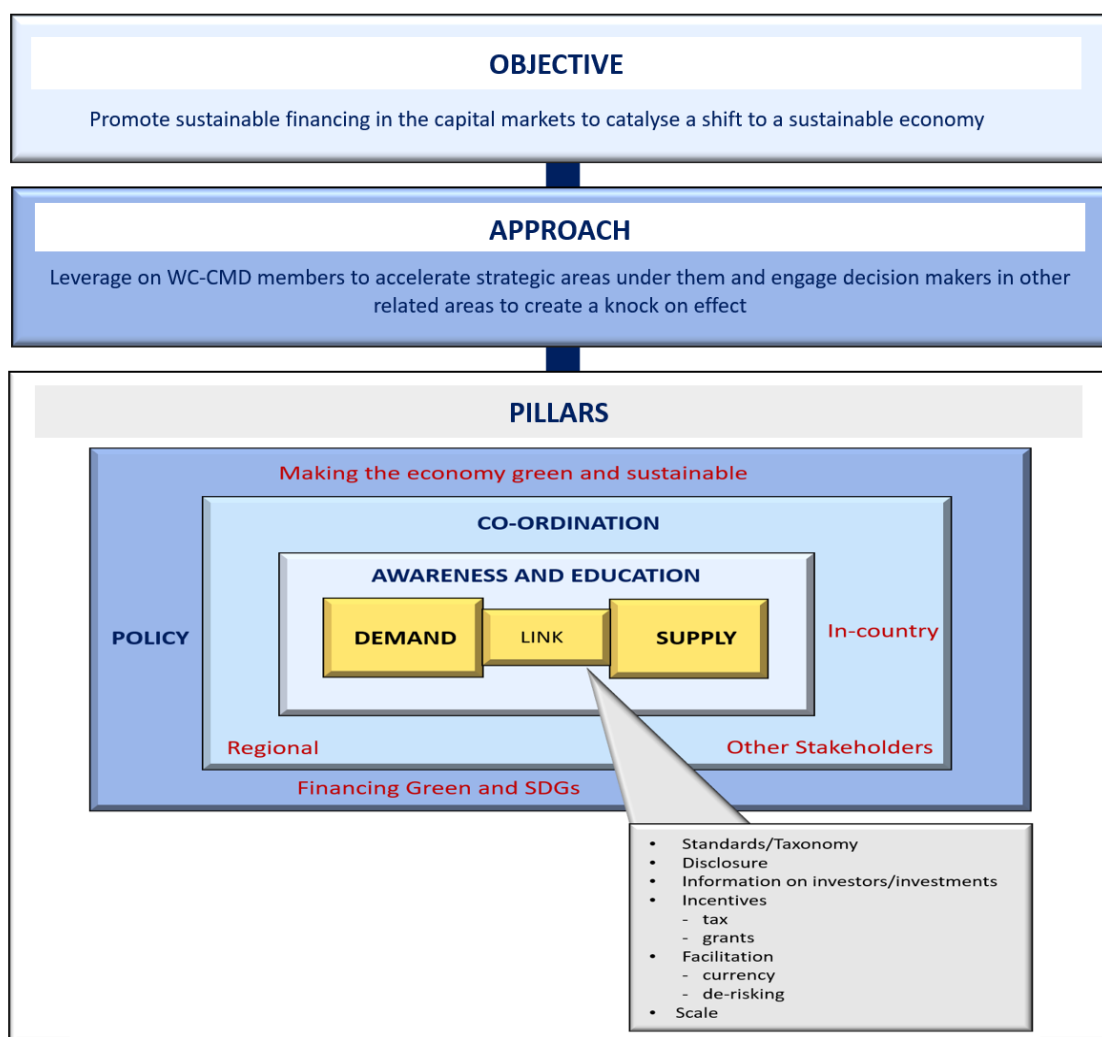 OBJECTIVE
Promote sustainable financing in the capital markets to catalyse a shift to a sustainable economy
APPROACH
Leverage on WC-CMD members to accelerate strategic areas under them and engage decision makers in other
related areas to create a knock on effect
PILLARS
Making the economy green and sustainable
CO-ORDINATION
AWARENESS AND EDUCATION
POLICY
DEMAND
LINK
SUPPLY
In-country
Regional
Other Stakeholders
Financing Green and SDGs
• Standards/Taxonomy
• Disclosure
• Information on investors/investments
• Incentives
- tax
- grants
• Facilitation
- currency
- de-risking
• Scale